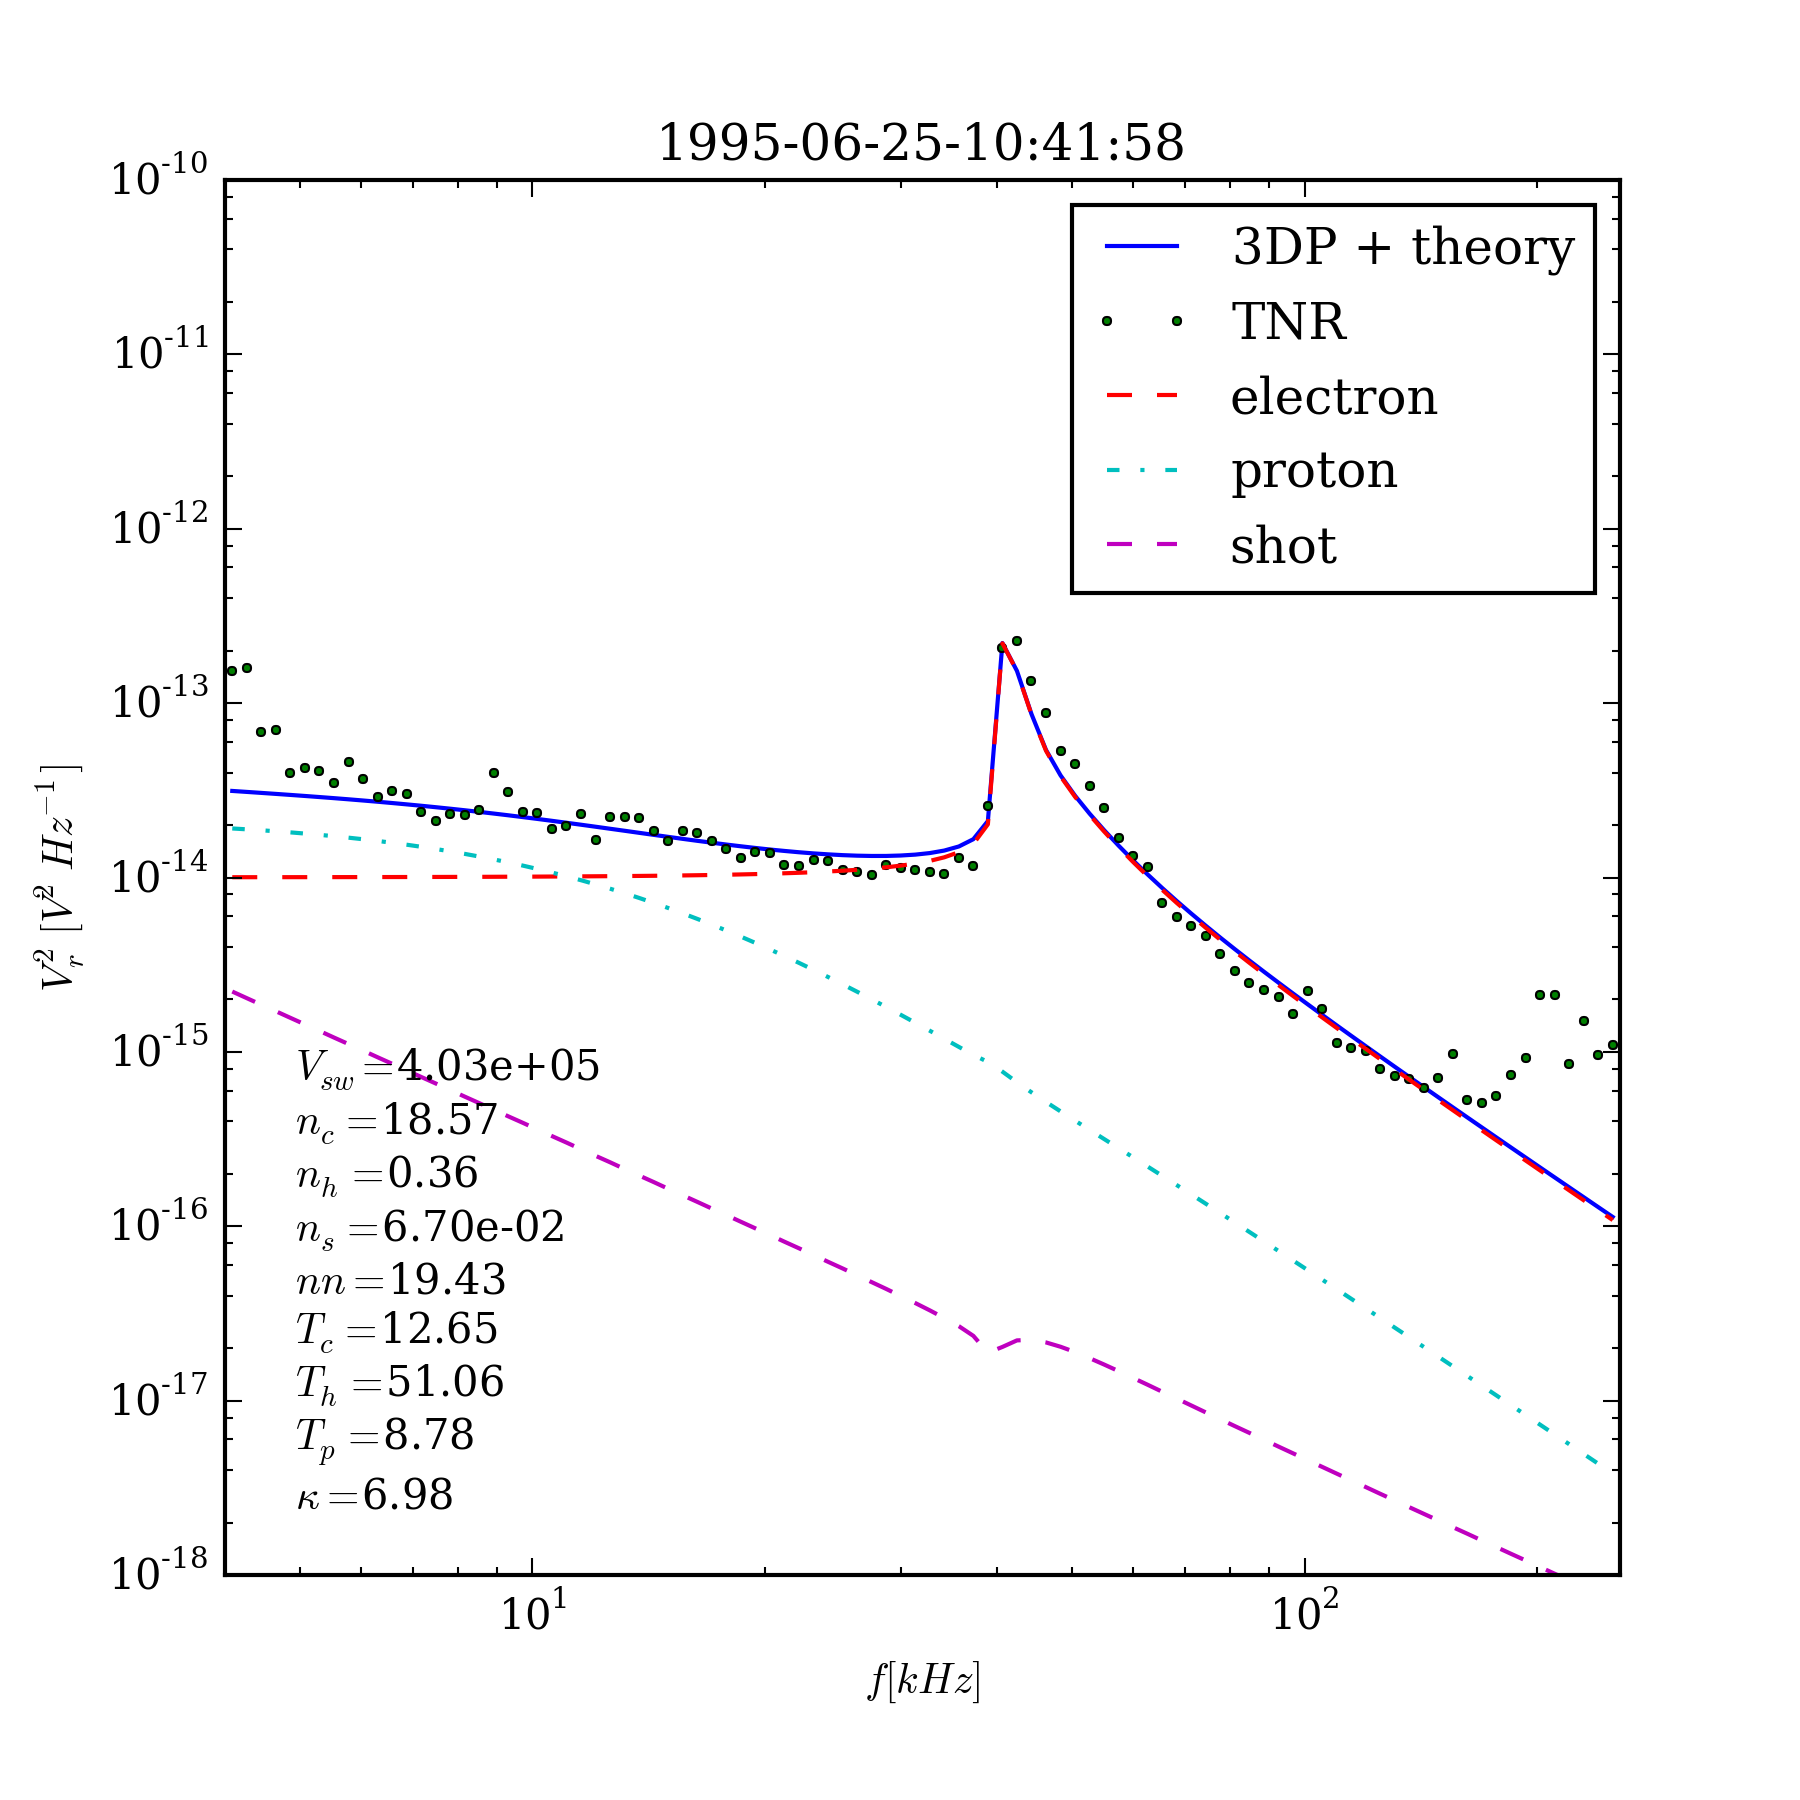 1995-06-25-10:41:58
10^-10
10^-11
10^-12
10^-13
10^-14
10^-15
10^-16
10^-17
10^-18
V_r^2 [V^2 Hz^-1]
3DP + theory
TNR
electron
proton
shot
V_sw =4.03e+05
n_c =18.57
n_h =0.36
n_s =6.70e-02
nn =19.43
T_c =12.65
T_h =51.06
T_p =8.78
κ =6.98
10^1
10^2
f[kHz]